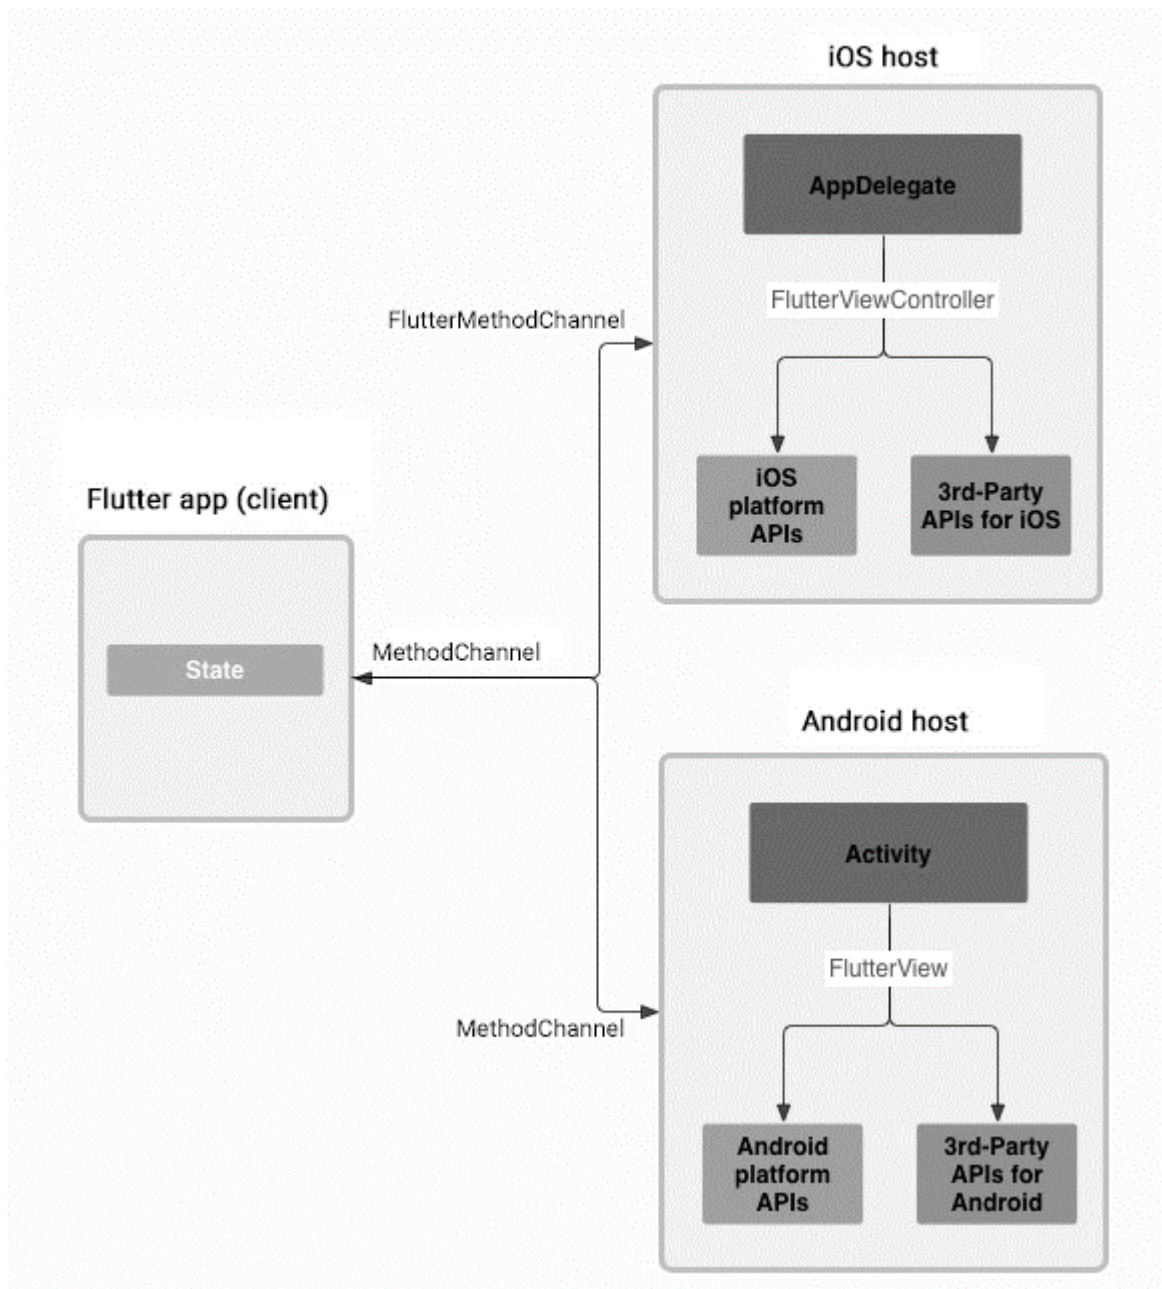 iOS host
AppDelegate
FlutterViewController
FlutterMethodChannel
iOS
platform
APIs
3rd-Party
APIs for iOS
Flutter app (client)
State
MethodChannel
Android host
Activity
FlutterView
MethodChannel
Android
platform
APIs
3rd-Party
APIs for
Android